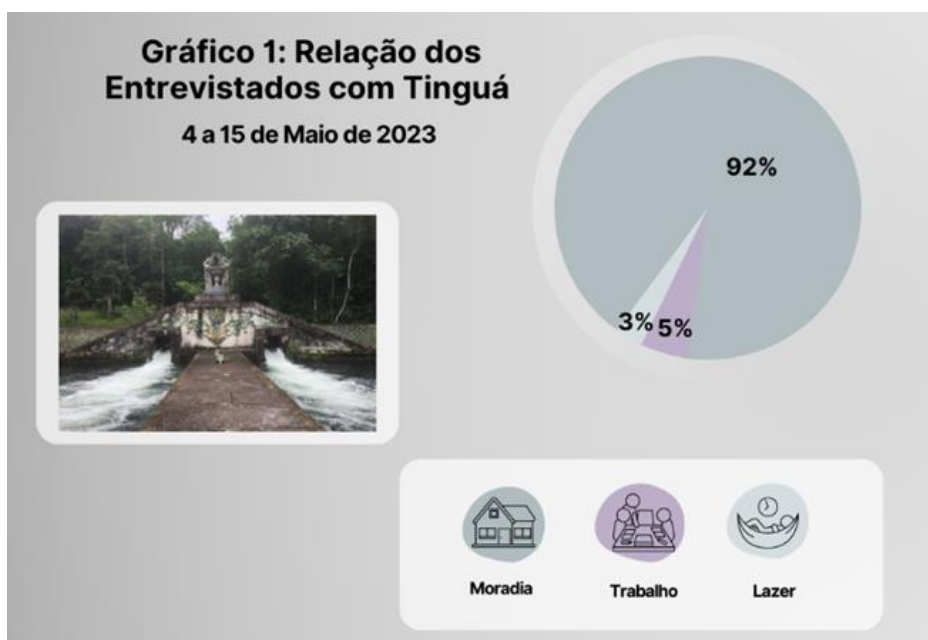 Gráfico 1: Relação dos
Entrevistados com Tinguá
4 a 15 de Maio de 2023
92%
3%
5%
Moradia
Trabalho
Lazer